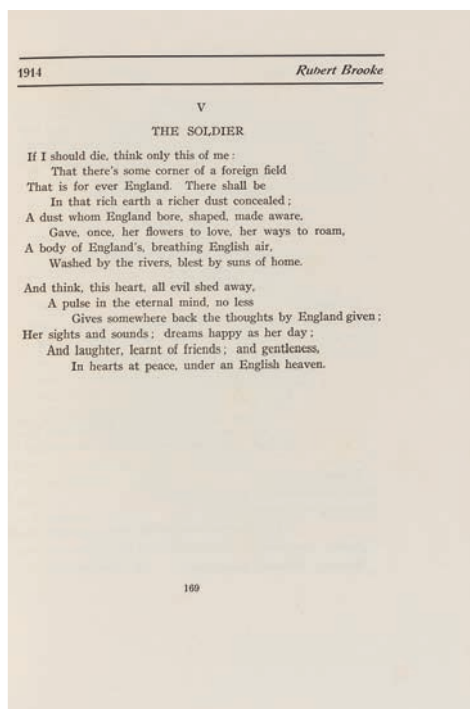 1914 Rupert Brooke
V
THE SOLDIER
If I should die, think only this of me :
That there's some corner of a foreign field
That is for ever England. There shall be
In that rich earth a richer dust concealed ;
A dust whom England bore, shaped, made aware,
Gave, once, her flowers to love, her ways to roam,
A body of England's, breathing English air,
Washed by the rivers, blest by suns of home.
And think, this heart, all evil shed away,
A pulse in the eternal mind, no less
Gives somewhere back the thoughts by England given ;
Her sights and sounds ; dreams happy as her day ;
And laughter, learnt of friends ; and gentleness,
In hearts at peace, under an English heaven.
169